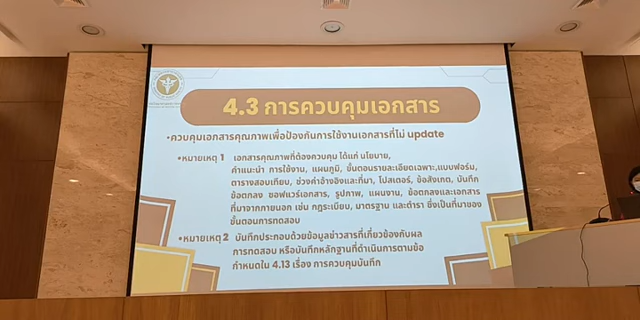 4.3 การควบคุมเอกสาร
•ควบคุมเอกสารคุณภาพเพื่อป้องกันการใช้งานเอกสารที่ไม่ update
•หมายเหตุ 1 เอกสารคุณภาพที่ต้องควบคุม ได้แก่ นโยบาย,
คำแนะนำ การใช้งาน, แผนภูมิ, ขั้นตอนรายละเอียดเฉพาะ,แบบฟอร์ม,
ตารางสอบเทียบ, ช่วงค่าอ้างอิงและที่มา, โปสเตอร์, ข้อสังเกต, บันทึก
ข้อตกลง ซอฟแวร์เอกสาร, รูปภาพ, แผนงาน, ข้อตกลงและเอกสาร
ที่มาจากภายนอก เช่น กฎระเบียบ, มาตรฐาน และตำรา ซึ่งเป็นที่มาของ
ขั้นตอนการทดสอบ
•หมายเหตุ 2 บันทึกประกอบด้วยข้อมูลข่าวสารที่เกี่ยวข้องกับผล
การทดสอบ หรือบันทึกหลักฐานที่ดำเนินการตามข้อ
กำหนดใน 4.13 เรื่อง การควบคุมบันทึก